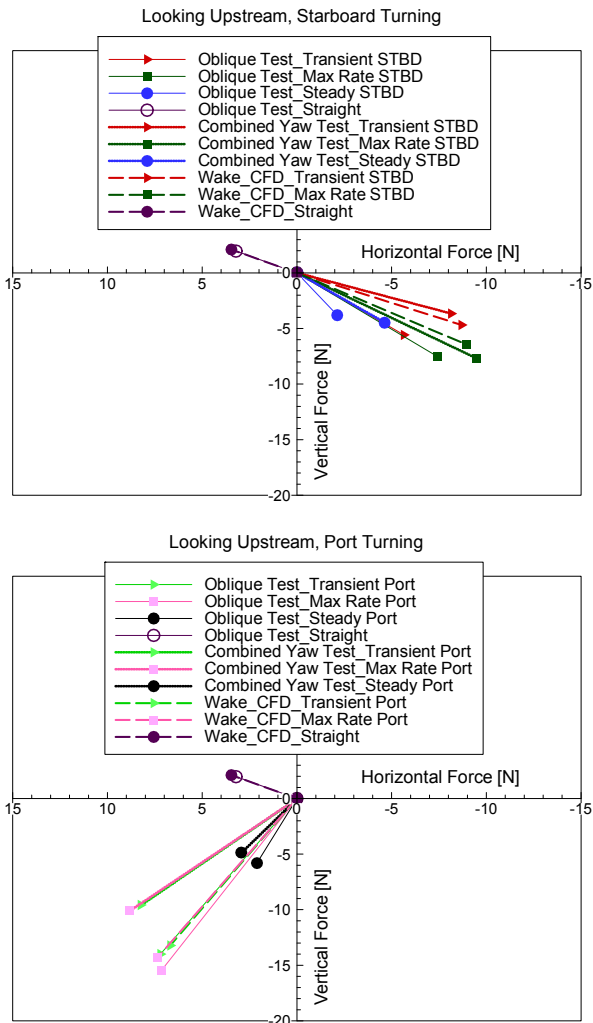 Looking Upstream, Starboard Turning
Oblique Test_Transient STBD
Oblique Test_Max Rate STBD
Oblique Test_Steady STBD
Oblique Test_Straight
Combined Yaw Test_Transient STBD
Combined Yaw Test_Max Rate STBD
Combined Yaw Test_Steady STBD
Wake_CFD_Transient STBD
Wake_CFD_Max Rate STBD
Wake_CFD_Straight
Horizontal Force [N]
15 10 5 0 -5 -10 -15
-5
-10
-15
-20
Vertical Force [N]
Looking Upstream, Port Turning
Oblique Test_Transient Port
Oblique Test_Max Rate Port
Oblique Test_Steady Port
Oblique Test_Straight
Combined Yaw Test_Transient Port
Combined Yaw Test_Max Rate Port
Combined Yaw Test_Steady Port
Wake_CFD_Transient Port
Wake_CFD_Max Rate Port
Wake_CFD_Straight
Horizontal Force [N]
15 10 5 0 -5 -10 -15
-5
-10
-15
-20
Vertical Force [N]